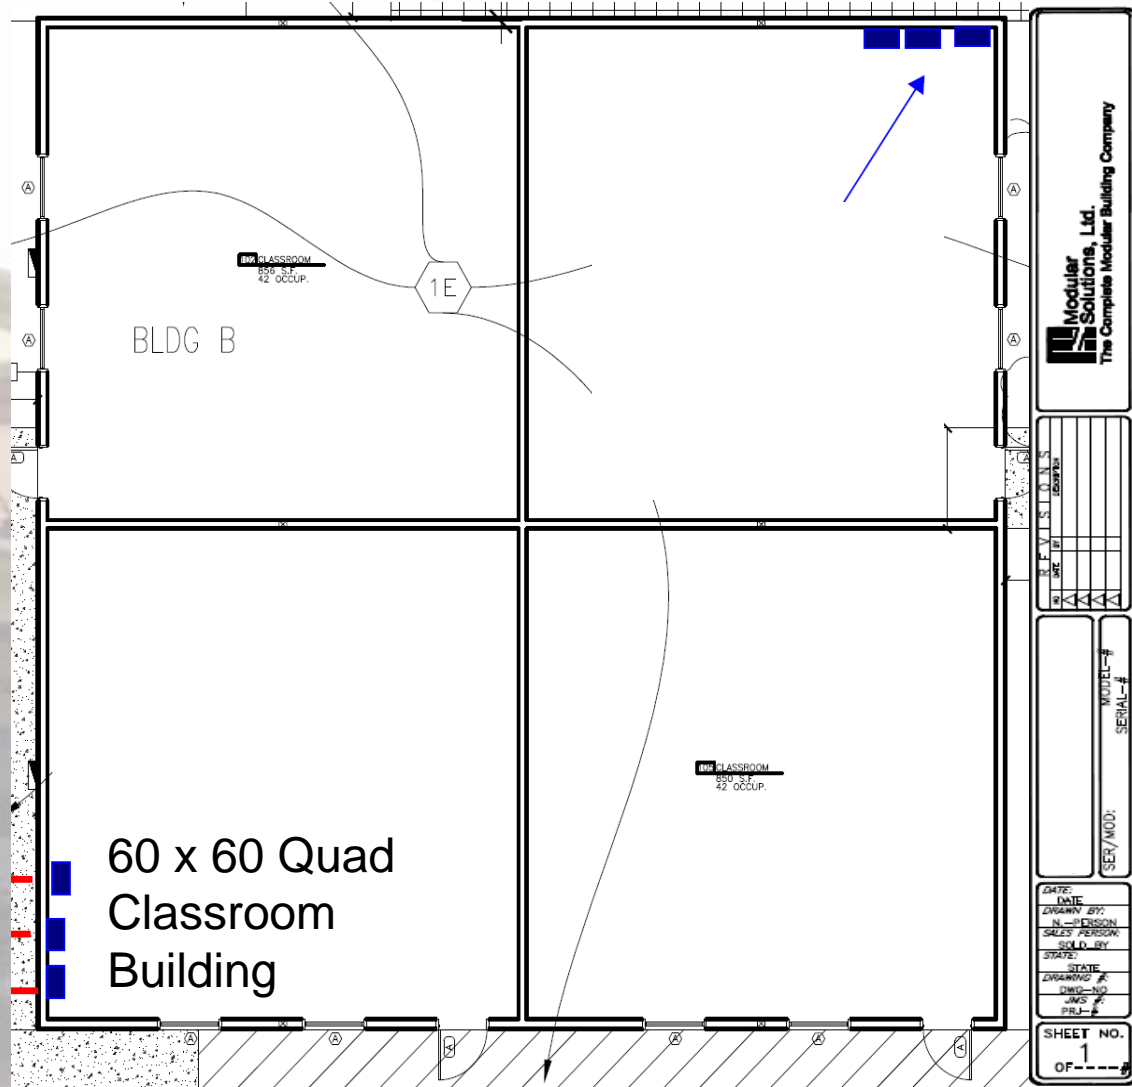 102 CLASSROOM
856 S.F.
42 OCCUP.
1E
BLDG B
105 CLASSROOM
850 S.F.
42 OCCUP.
60 x 60 Quad
Classroom
Building
A
A
A
A
A
A
A
A
A
A
A
A
Modular
Solutions, Ltd.
The Complete Modular Building Company
REVISIONS
NO
DATE
BY
DESCRIPTION
MODEL-#
SERIAL-#
SER/MOD:
DATE:
DATE
DRAWN BY:
N.-PERSON
SALES PERSON:
SOLD_BY
STATE:
STATE
DRAWING #:
DWG-NO
JMS #:
PRJ-#
SHEET NO.
1
OF-----#